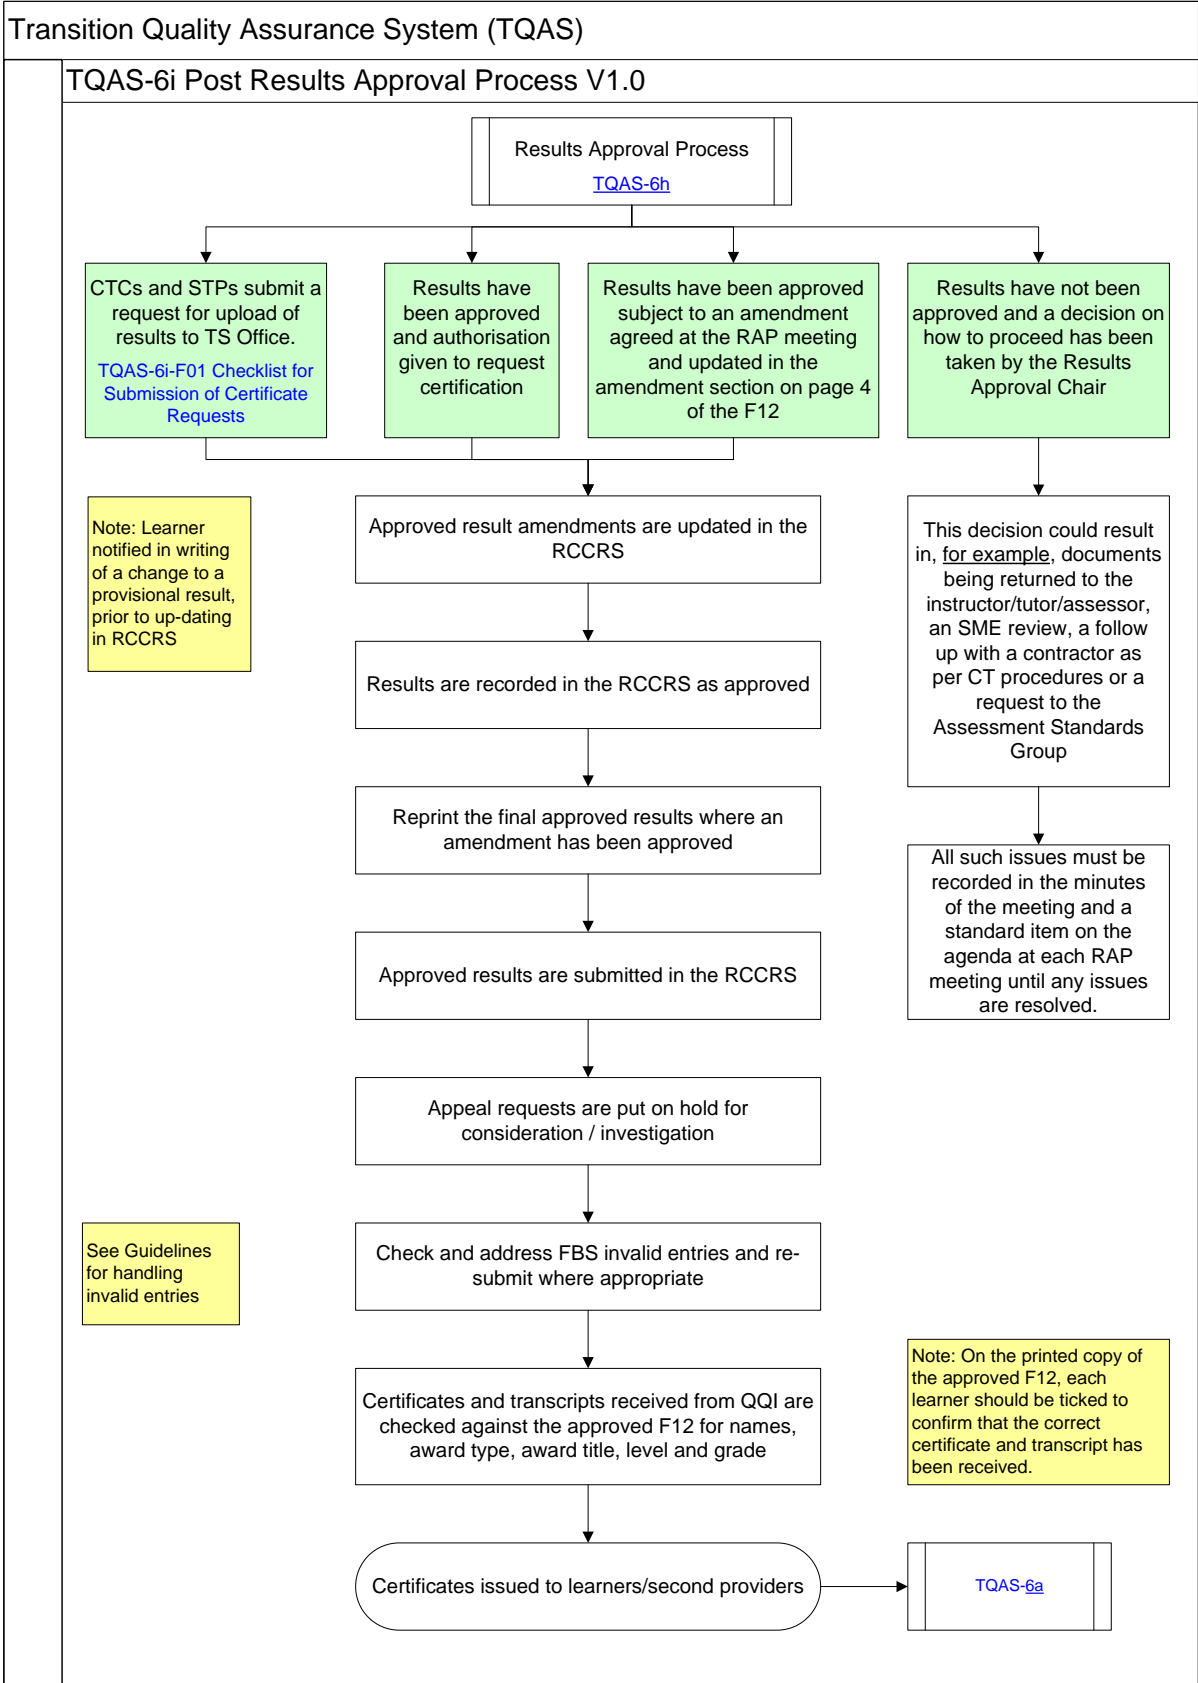 Transition Quality Assurance System (TQAS)
TQAS-6i Post Results Approval Process V1.0
Results Approval Process
TQAS-6h
CTCs and STPs submit a
request for upload of
results to TS Office.
TQAS-6i-F01 Checklist for
Submission of Certificate
Requests
Results have
been approved
and authorisation
given to request
certification
Results have been approved
subject to an amendment
agreed at the RAP meeting
and updated in the
amendment section on page 4
of the F12
Results have not been
approved and a decision on
how to proceed has been
taken by the Results
Approval Chair
Note: Learner
notified in writing
of a change to a
provisional result,
prior to up-dating
in RCCRS
Approved result amendments are updated in the
RCCRS
This decision could result
in, for example, documents
being returned to the
instructor/tutor/assessor,
an SME review, a follow
up with a contractor as
per CT procedures or a
request to the
Assessment Standards
Group
Results are recorded in the RCCRS as approved
Reprint the final approved results where an
amendment has been approved
All such issues must be
recorded in the minutes
of the meeting and a
standard item on the
agenda at each RAP
meeting until any issues
are resolved.
Approved results are submitted in the RCCRS
Appeal requests are put on hold for
consideration / investigation
See Guidelines
for handling
invalid entries
Check and address FBS invalid entries and re-
submit where appropriate
Certificates and transcripts received from QQI are
checked against the approved F12 for names,
award type, award title, level and grade
Note: On the printed copy of
the approved F12, each
learner should be ticked to
confirm that the correct
certificate and transcript has
been received.
Certificates issued to learners/second providers
TQAS-6a